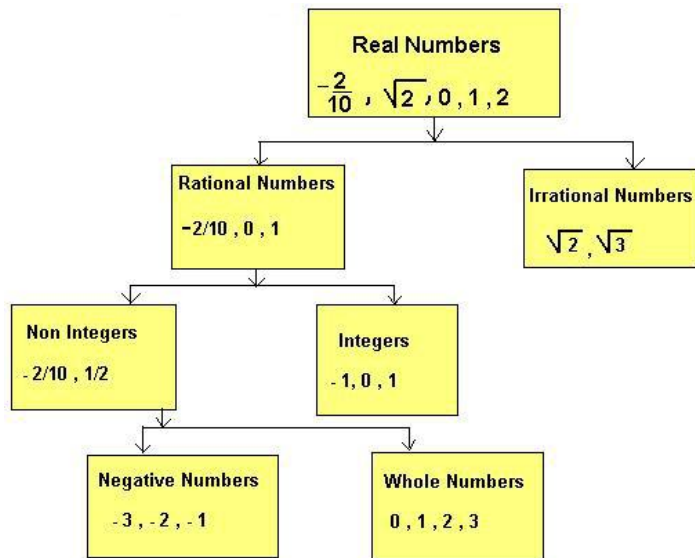 Real Numbers
-2/10 , √2 , 0 , 1 , 2
Rational Numbers
-2/10 , 0 , 1
Irrational Numbers
√2 , √3
Non Integers
-2/10 , 1/2
Integers
-1, 0 , 1
Negative Numbers
-3 , -2 , -1
Whole Numbers
0 , 1 , 2 , 3